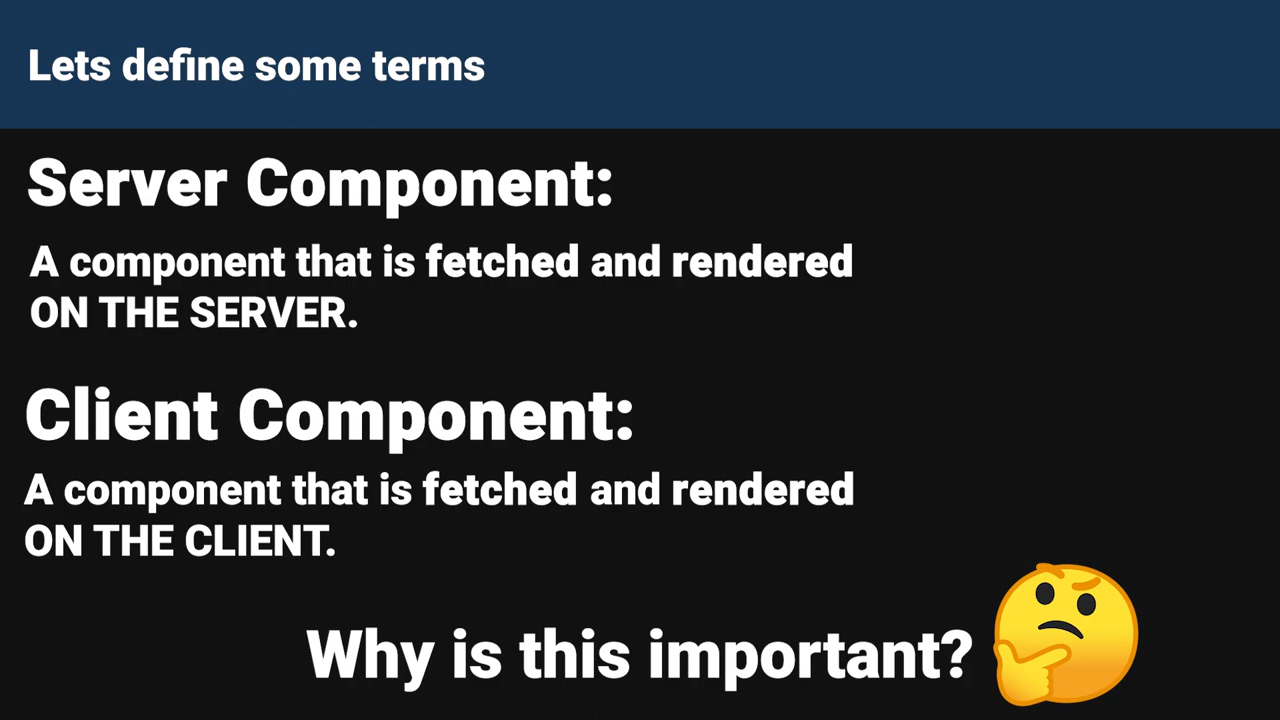 Lets define some terms
Server Component:
A component that is fetched and rendered
ON THE SERVER.
Client Component:
A component that is fetched and rendered
ON THE CLIENT.
Why is this important?